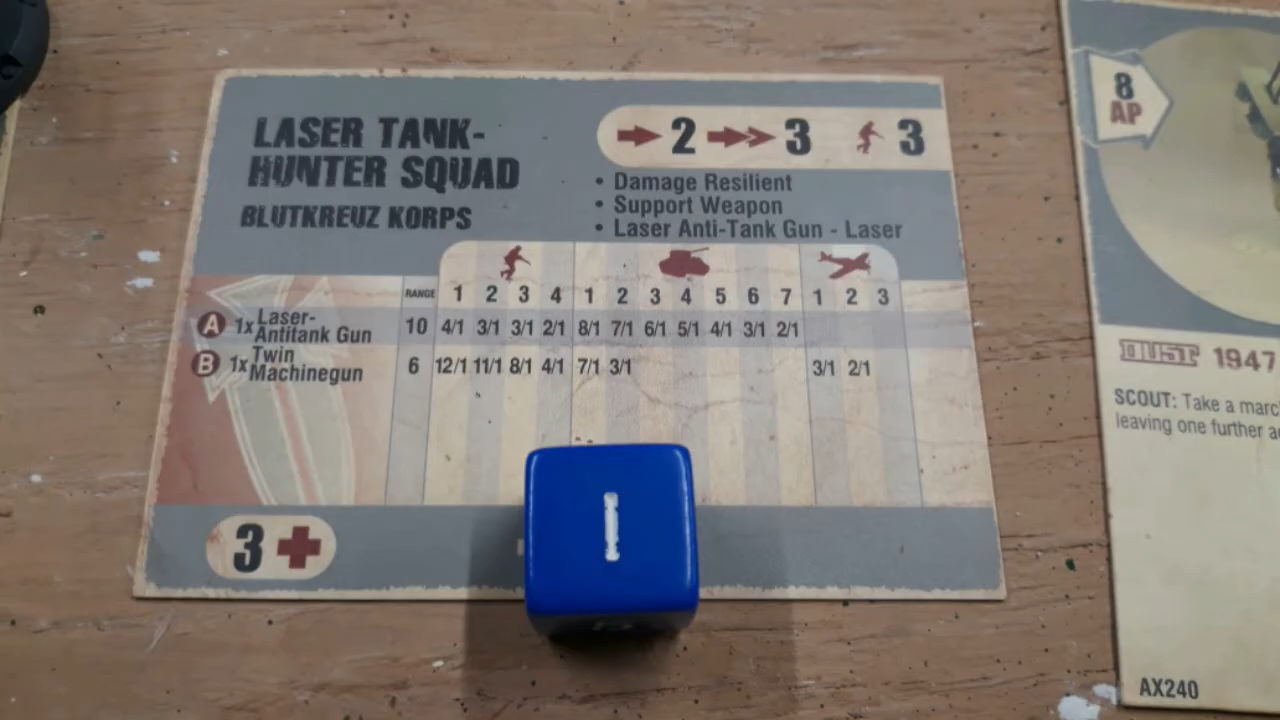 LASER TANK-
HUNTER SQUAD
BLUTKREUZ KORPS
2 3 3
• Damage Resilient
• Support Weapon
• Laser Anti-Tank Gun - Laser
RANGE 1 2 3 4 1 2 3 4 5 6 7 1 2 3
A 1x Laser-
Antitank Gun 10 4/1 3/1 3/1 2/1 8/1 7/1 6/1 5/1 4/1 3/1 2/1
B 1x Twin
Machinegun 6 12/1 11/1 8/1 4/1 7/1 3/1 3/1 2/1
3
1
8
AP
DUST 1947
SCOUT: Take a marc
leaving one further a
AX240